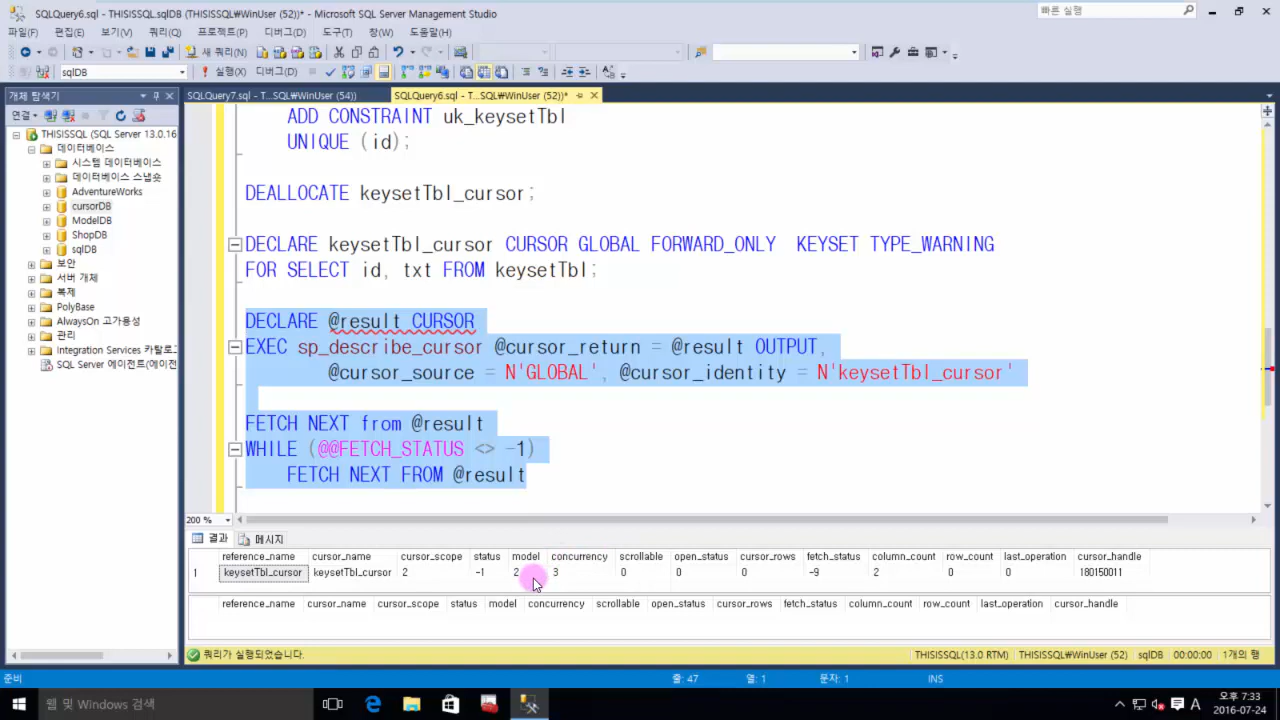 SQLQuery6.sql - THISISSQL.sqlDB (THISISSQL₩WinUser (52))* - Microsoft SQL Server Management Studio
빠른 실행
파일(F) 편집(E) 보기(V) 쿼리(Q) 프로젝트(P) 디버그(D) 도구(T) 창(W) 도움말(H)
새 쿼리(N)
sqlDB 실행(X) 디버그(D)
개체 탐색기
SQLQuery7.sql - T...SQL₩WinUser (54))
SQLQuery6.sql - T...SQL₩WinUser (52))*
연결
THISISSQL (SQL Server 13.0.16
데이터베이스
시스템 데이터베이스
데이터베이스 스냅숏
AdventureWorks
cursorDB
ModelDB
ShopDB
sqlDB
보안
서버 개체
복제
PolyBase
AlwaysOn 고가용성
관리
Integration Services 카탈로그
SQL Server 에이전트(에이전
ADD CONSTRAINT uk_keysetTbl
UNIQUE (id);
DEALLOCATE keysetTbl_cursor;
DECLARE keysetTbl_cursor CURSOR GLOBAL FORWARD_ONLY  KEYSET TYPE_WARNING
FOR SELECT id, txt FROM keysetTbl;
DECLARE @result CURSOR
EXEC sp_describe_cursor @cursor_return = @result OUTPUT,
@cursor_source = N'GLOBAL', @cursor_identity = N'keysetTbl_cursor'
FETCH NEXT from @result
WHILE (@@FETCH_STATUS <> -1)
FETCH NEXT FROM @result
200 %
결과 메시지
reference_name cursor_name cursor_scope status model concurrency scrollable open_status cursor_rows fetch_status column_count row_count last_operation cursor_handle
1 keysetTbl_cursor keysetTbl_cursor 2 -1 2 3 0 0 0 -9 2 0 0 180150011
reference_name cursor_name cursor_scope status model concurrency scrollable open_status cursor_rows fetch_status column_count row_count last_operation cursor_handle
쿼리가 실행되었습니다.
THISISSQL(13.0 RTM) THISISSQL₩WinUser (52) sqlDB 00:00:00 1개의 행
준비 줄: 47 열: 1 문자: 1 INS
웹 및 Windows 검색
A 오후 7:33
2016-07-24